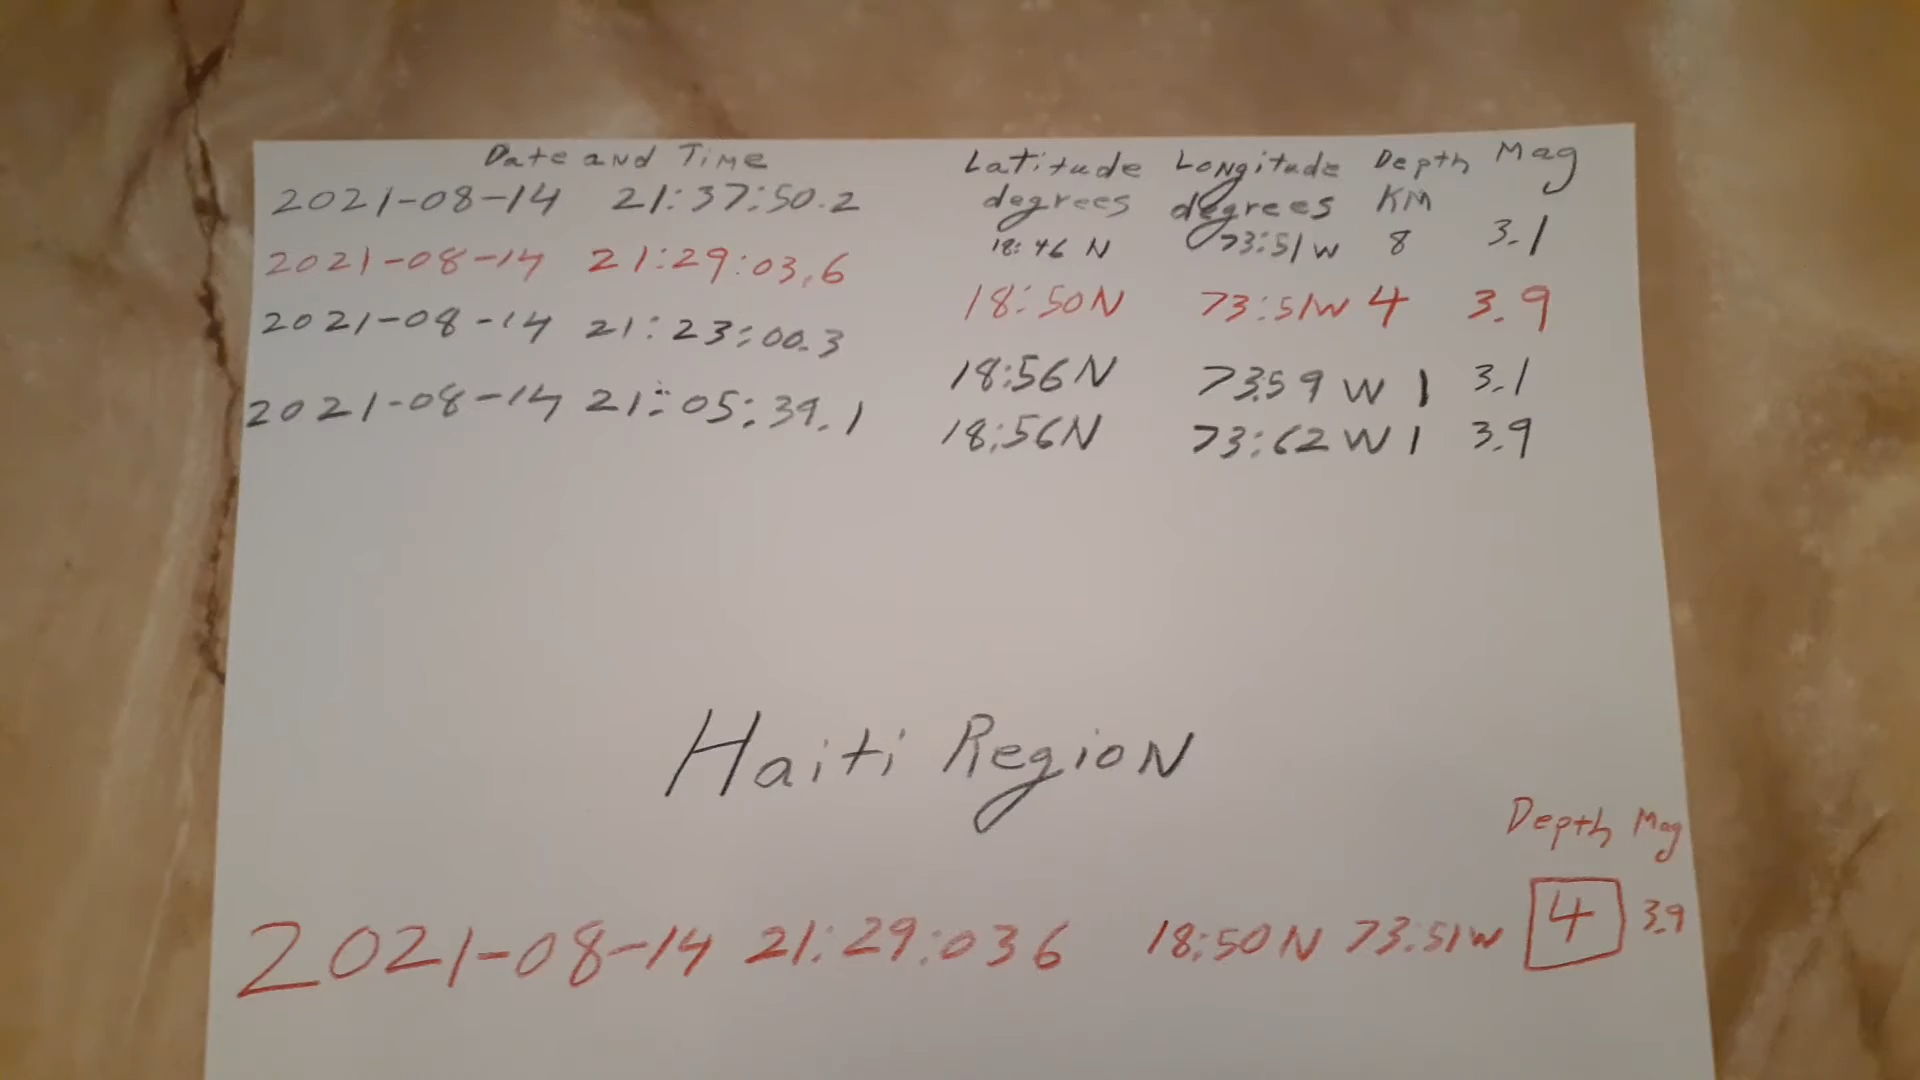 Date and Time Latitude Longitude Depth Mag
degrees degrees KM
2021-08-14 21:37:50.2 18:46 N 73:51W 8 3.1
2021-08-14 21:29:03.6 18:50N 73:51W 4 3.9
2021-08-14 21:23:00.3 18:56N 73.59 W 1 3.1
2021-08-14 21:05:39.1 18:56N 73:62 W 1 3.9
Haiti Region
Depth Mag
2021-08-14 21:29:036 18:50N 73:51W 4 3.9